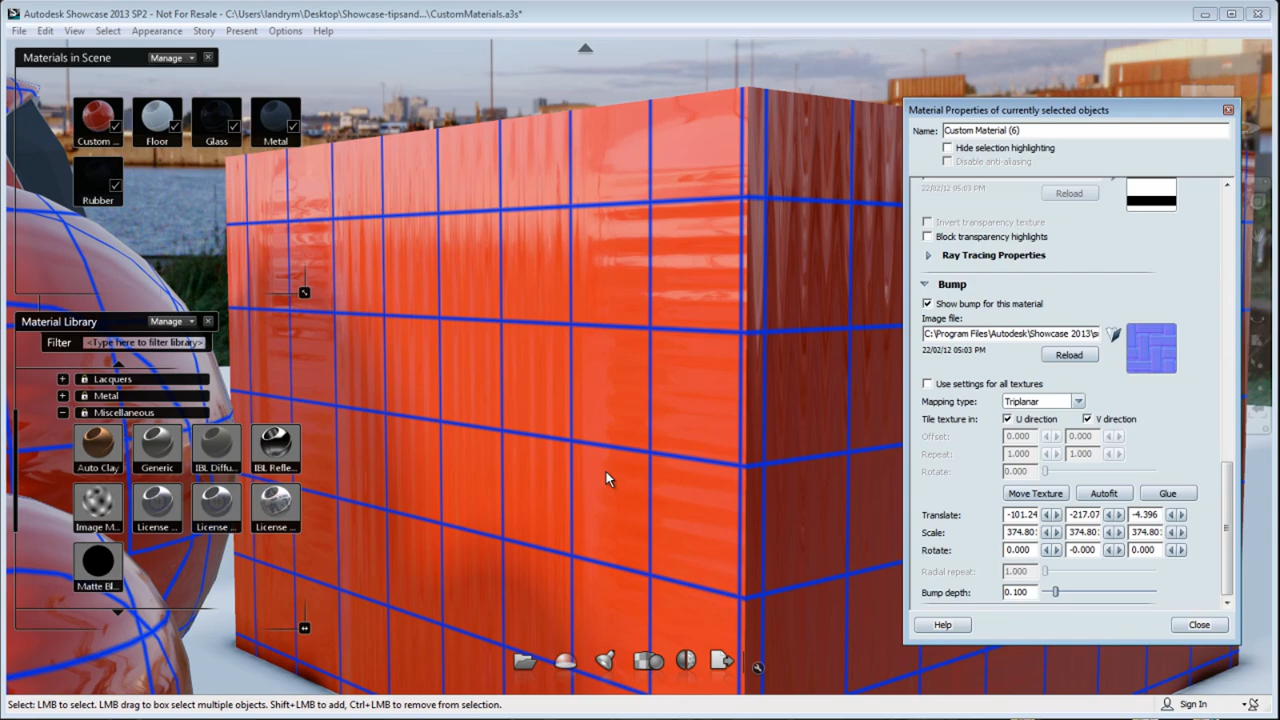 Autodesk Showcase 2013 SP2 - Not For Resale - C:\Users\landrym\Desktop\Showcase-tipsand...\CustomMaterials.a3s*
File Edit View Select Appearance Story Present Options Help
Materials in Scene Manage
Custom ... Floor Glass Metal
Rubber
Material Library Manage
Filter <Type here to filter library>
Lacquers
Metal
Miscellaneous
Auto Clay Generic IBL Diffu... IBL Refle...
Image M... License ... License ... License ...
Matte Bl...
Material Properties of currently selected objects
Name: Custom Material (6)
Hide selection highlighting
Disable anti-aliasing
22/02/12 05:03 PM Reload
Invert transparency texture
Block transparency highlights
Ray Tracing Properties
Bump
Show bump for this material
Image file:
C:\Program Files\Autodesk\Showcase 2013\s
22/02/12 05:03 PM Reload
Use settings for all textures
Mapping type: Triplanar
Tile texture in: U direction V direction
Offset: 0.000 0.000
Repeat: 1.000 1.000
Rotate: 0.000
Move Texture Autofit Glue
Translate: -101.24 -217.07 -4.396
Scale: 374.80 374.80 374.80
Rotate: 0.000 -0.000 0.000
Radial repeat: 1.000
Bump depth: 0.100
Help Close
Select: LMB to select. LMB drag to box select multiple objects. Shift+LMB to add, Ctrl+LMB to remove from selection.
Sign In